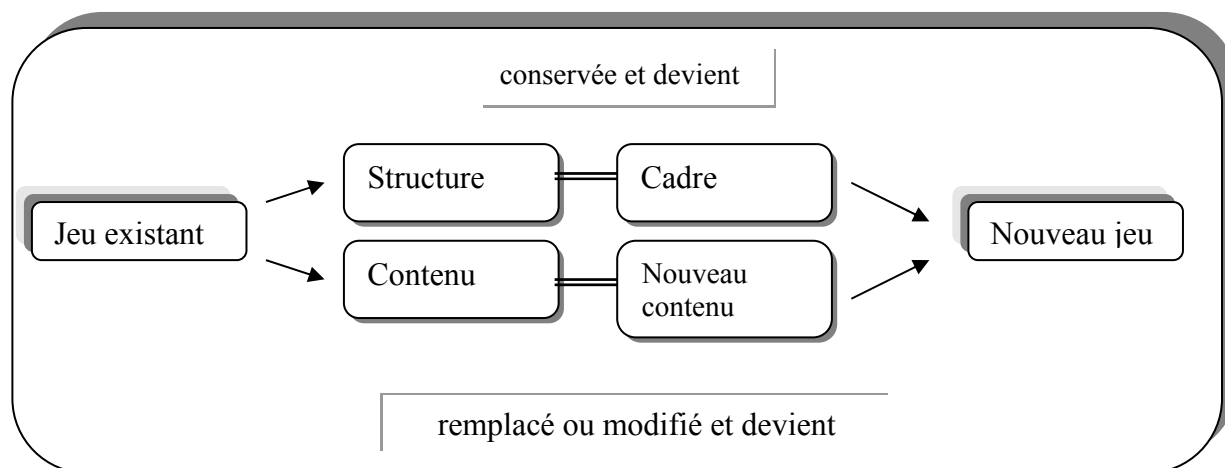 conservée et devient
Structure
Cadre
Jeu existant
Nouveau jeu
Contenu
Nouveau
contenu
remplacé ou modifié et devient